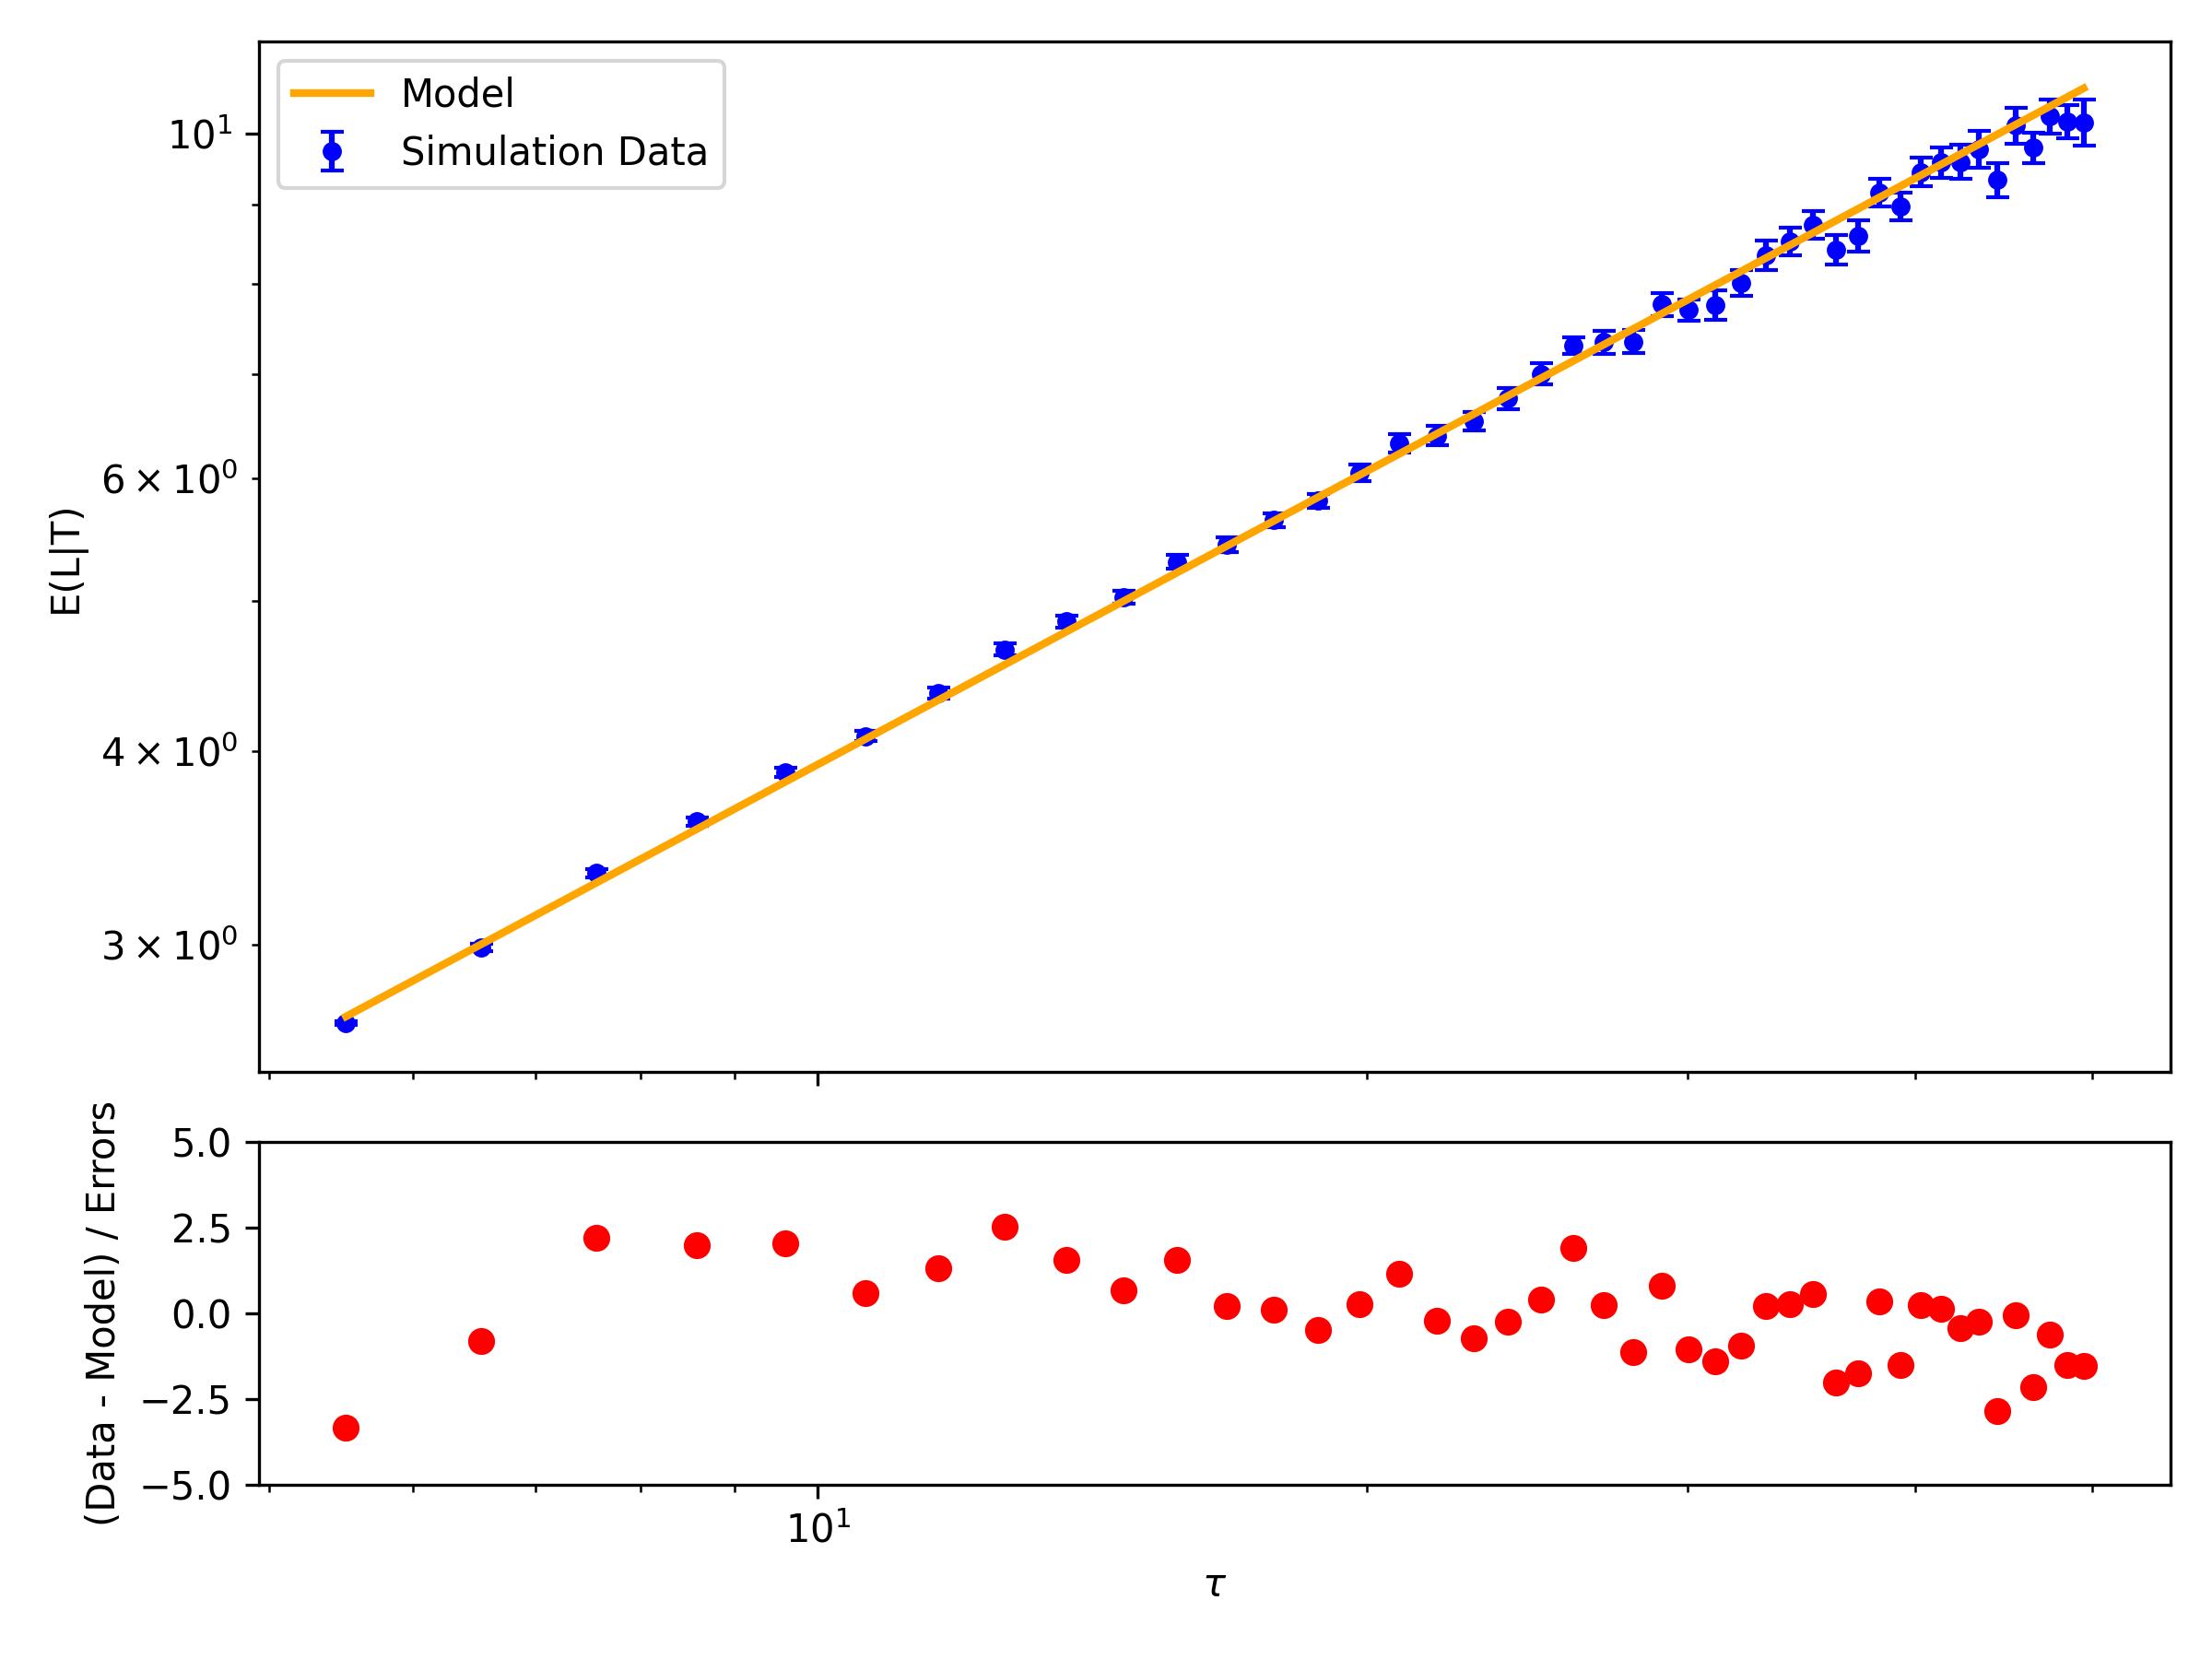 Model
Simulation Data
10¹
6 × 10⁰
4 × 10⁰
3 × 10⁰
E(L|T)
5.0
2.5
0.0
−2.5
−5.0
(Data - Model) / Errors
10¹
τ